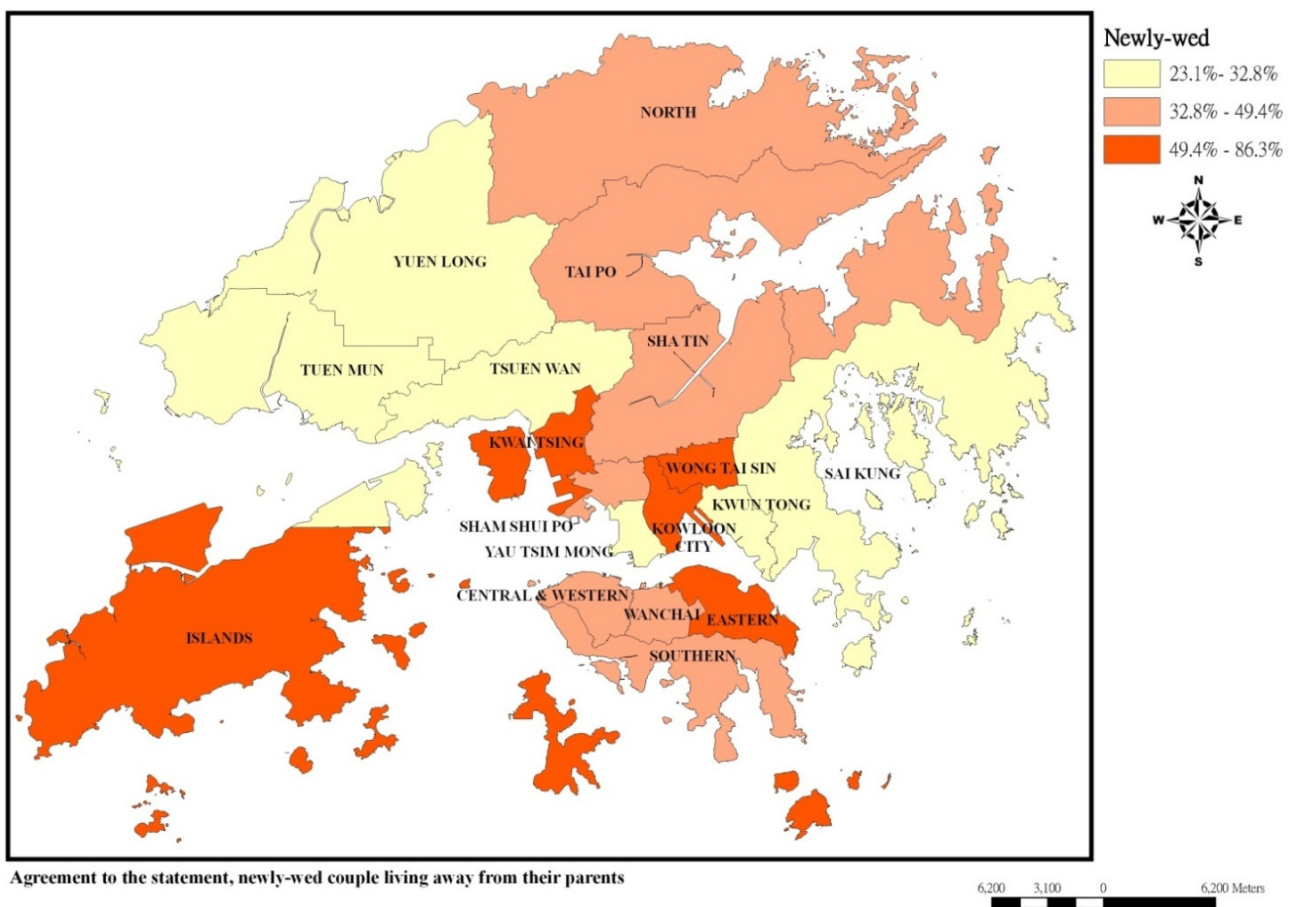 Newly-wed
23.1%- 32.8%
32.8% - 49.4%
49.4% - 86.3%
N
W E
S
NORTH
YUEN LONG
TAI PO
SHA TIN
TUEN MUN
TSUEN WAN
KWAI TSING
WONG TAI SIN
SAI KUNG
KWUN TONG
SHAM SHUI PO
KOWLOON
CITY
YAU TSIM MONG
CENTRAL & WESTERN
WANCHAI
EASTERN
ISLANDS
SOUTHERN
Agreement to the statement, newly-wed couple living away from their parents
6,200 3,100 0 6,200 Meters